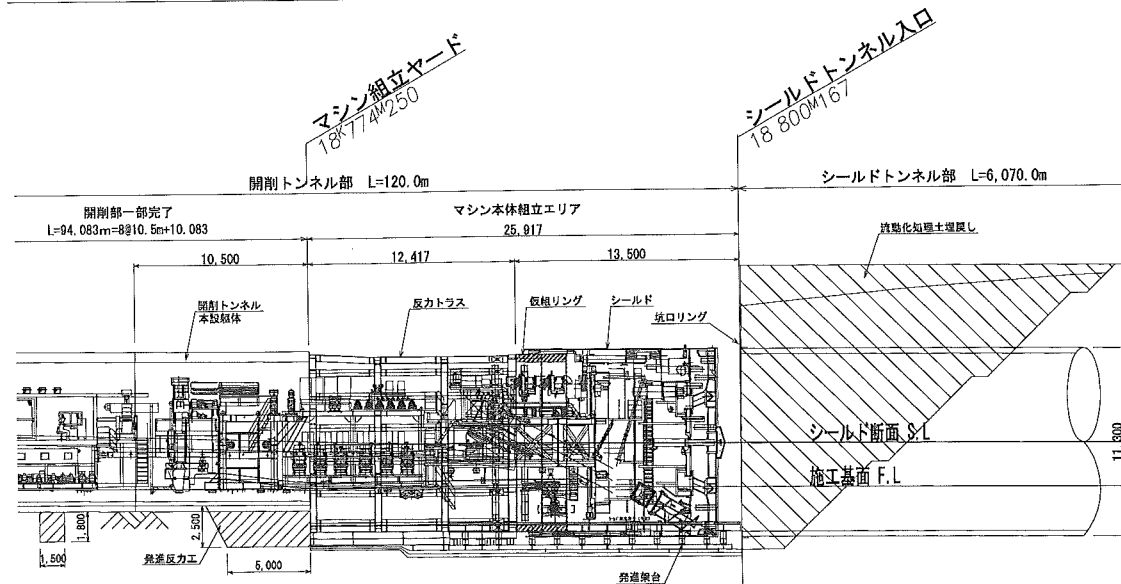 マシン組立ヤード
18K774M250
シールドトンネル入口
18 800M167
開削トンネル部 L=120.0m
シールドトンネル部 L=6,070.0m
開削部一部完了
L=94.083m=8@10.5m+10.083
マシン本体組立エリア
25,917
流動化処理土埋戻し
10,500
12,417
13,500
開削トンネル
本設躯体
反力トラス
仮組リング
シールド
坑口リング
シールド断面 S.L
施工基面 F.L
11,300
1,800
2,500
1,500
発進反力工
5,000
発進架台